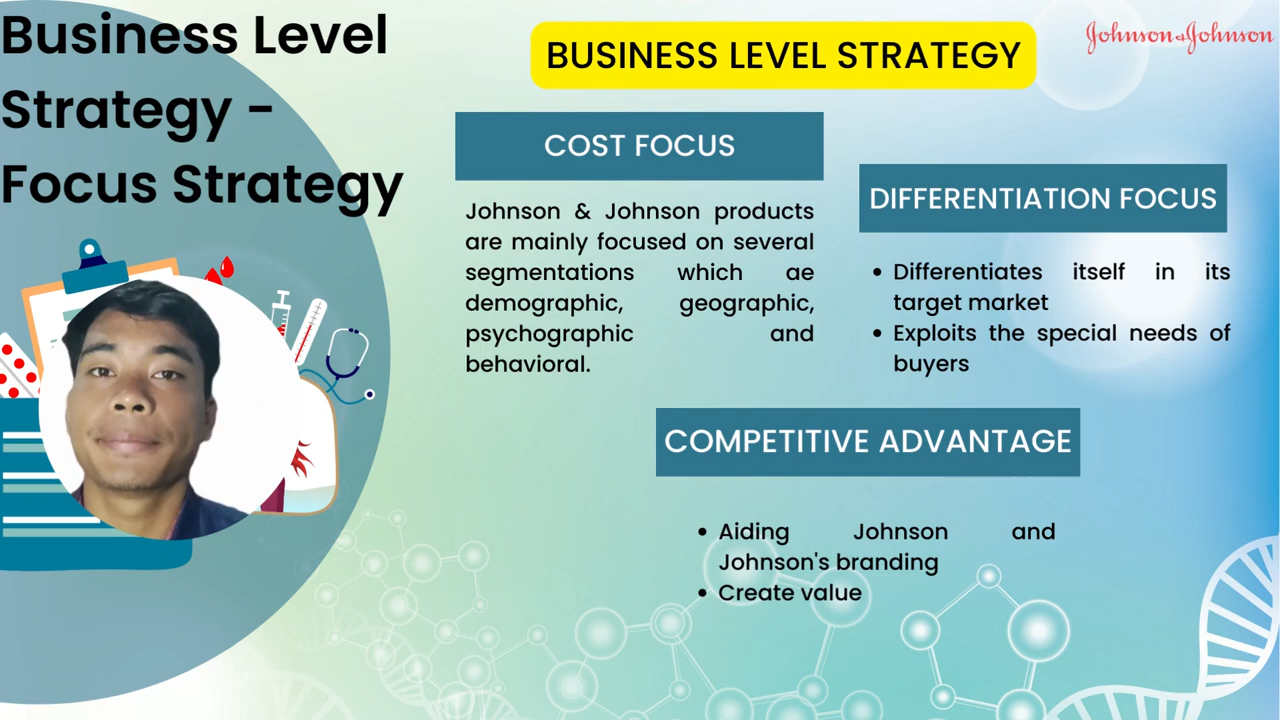 Business Level
Strategy -
Focus Strategy
BUSINESS LEVEL STRATEGY
Johnson & Johnson
COST FOCUS
Johnson & Johnson products
are mainly focused on several
segmentations which ae
demographic, geographic,
psychographic and
behavioral.
DIFFERENTIATION FOCUS
• Differentiates itself in its
target market
• Exploits the special needs of
buyers
COMPETITIVE ADVANTAGE
• Aiding Johnson and
Johnson's branding
• Create value